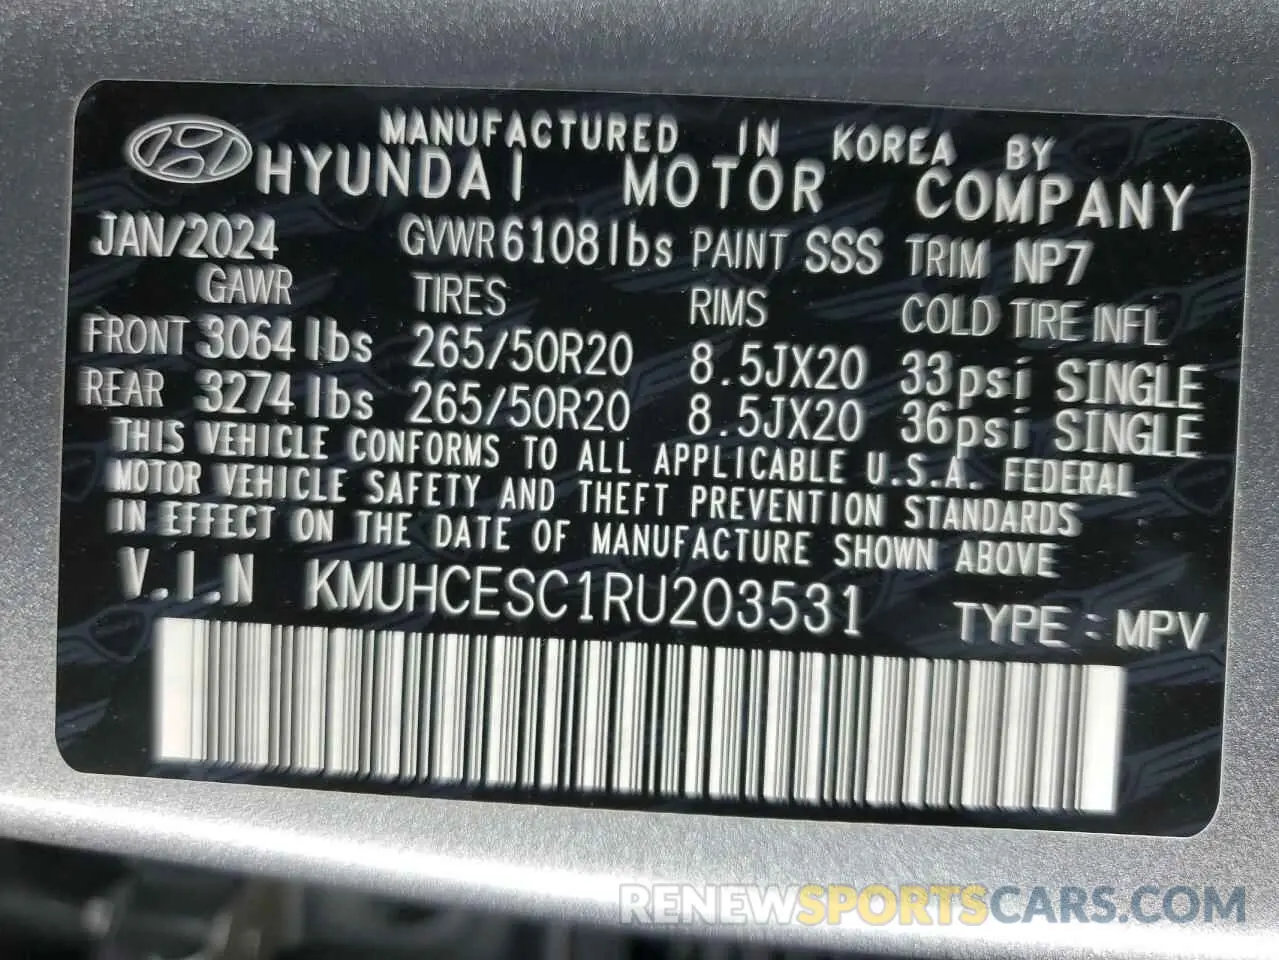 MANUFACTURED IN KOREA BY
HYUNDAI MOTOR COMPANY
JAN/2024 GVWR 6108lbs PAINT SSS TRIM NP7
GAWR TIRES RIMS COLD TIRE INFL
FRONT 3064 lbs 265/50R20 8.5JX20 33psi SINGLE
REAR 3274 lbs 265/50R20 8.5JX20 36psi SINGLE
THIS VEHICLE CONFORMS TO ALL APPLICABLE U.S.A. FEDERAL
MOTOR VEHICLE SAFETY AND THEFT PREVENTION STANDARDS
IN EFFECT ON THE DATE OF MANUFACTURE SHOWN ABOVE
V.I.N KMUHCESC1RU203531 TYPE : MPV
RENEWSPORTSCARS.COM